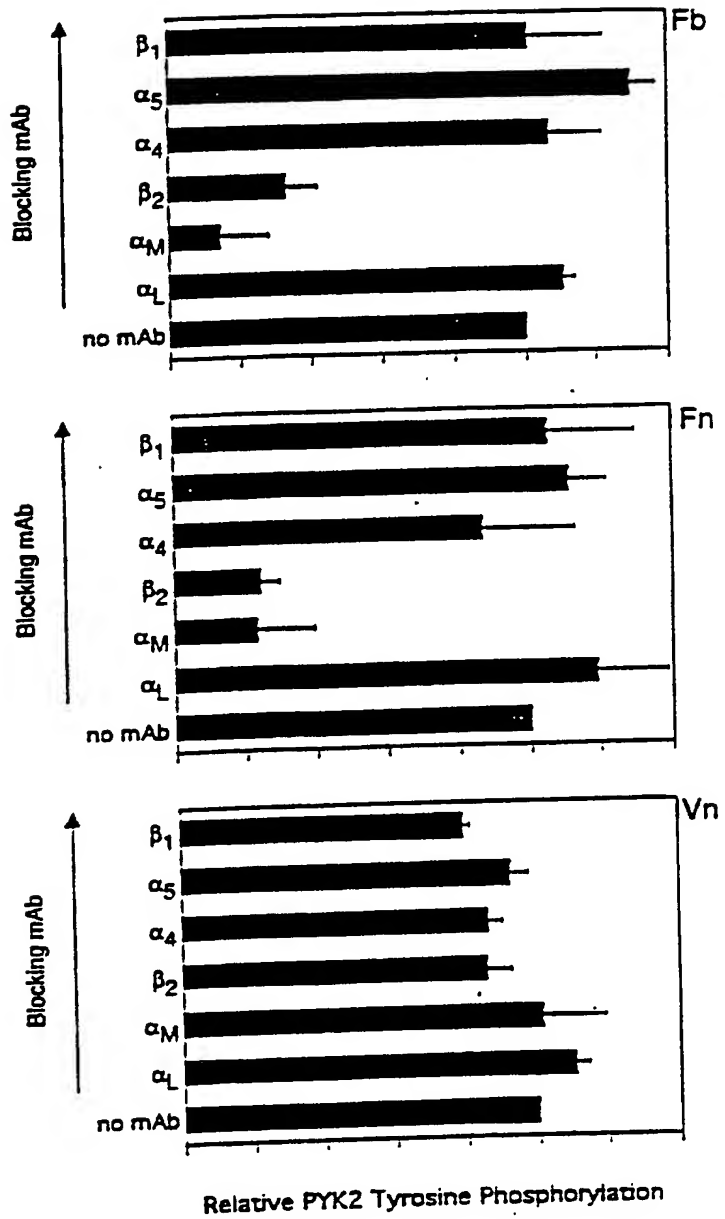 Fb
Blocking mAb
β1
α5
α4
β2
αM
αL
no mAb
Fn
Blocking mAb
β1
α5
α4
β2
αM
αL
no mAb
Vn
Blocking mAb
β1
α5
α4
β2
αM
αL
no mAb
Relative PYK2 Tyrosine Phosphorylation